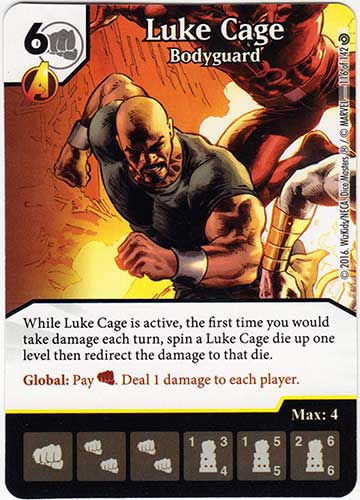 6
Luke Cage
Bodyguard
A
116 of 142
© MARVEL
© 2016. WizKids/NECA. Dice Masters ®
While Luke Cage is active, the first time you would
take damage each turn, spin a Luke Cage die up one
level then redirect the damage to that die.
Global: Pay . Deal 1 damage to each player.
Max: 4
1 3 4
1 5 5
2 6 6